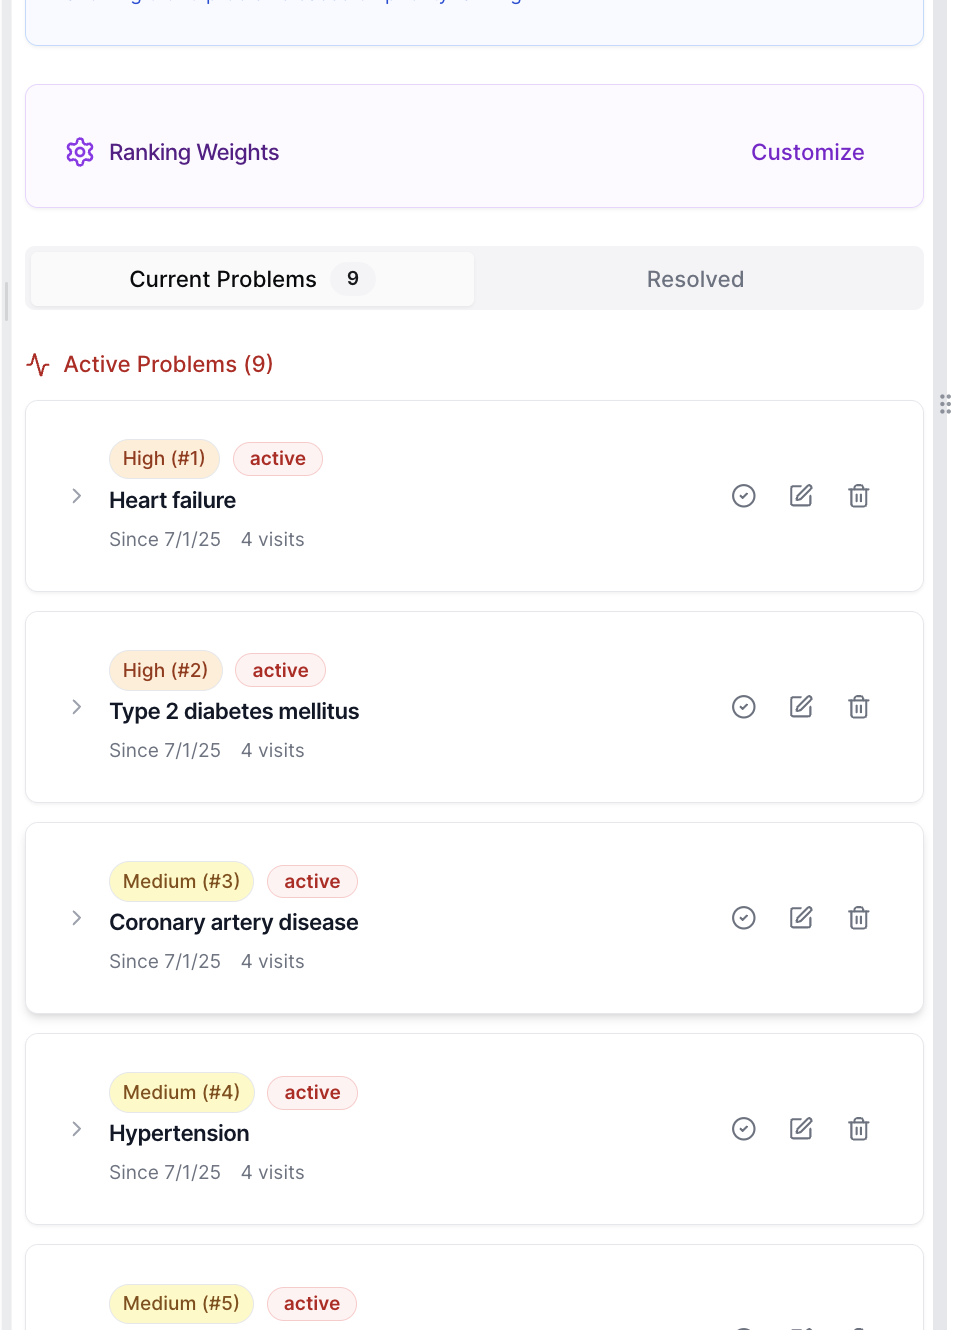 Ranking Weights
Customize
Current Problems 9
Resolved
Active Problems (9)
High (#1) active
Heart failure
Since 7/1/25 4 visits
High (#2) active
Type 2 diabetes mellitus
Since 7/1/25 4 visits
Medium (#3) active
Coronary artery disease
Since 7/1/25 4 visits
Medium (#4) active
Hypertension
Since 7/1/25 4 visits
Medium (#5) active